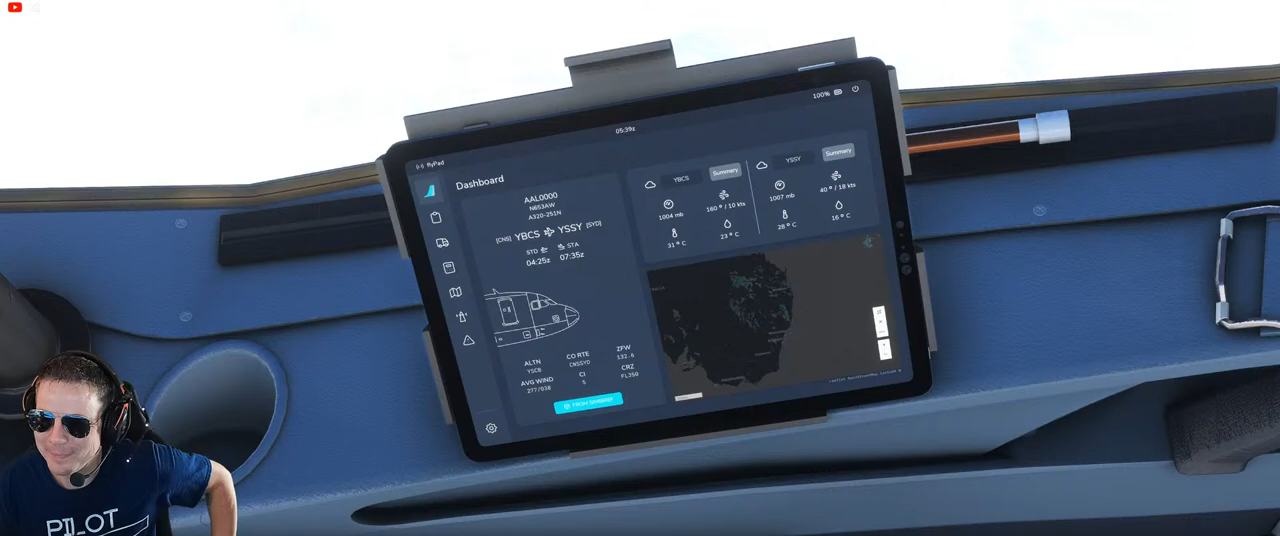 flyPad
05:39z
100%
Dashboard
AAL0000
N653AW
A320-251N
[CNS] YBCS YSSY [SYD]
STD STA
04:25z 07:35z
ALTN
YSCB
CO RTE
CNSSYD
ZFW
132.6
AVG WIND
277/038
CI
5
CRZ
FL350
FROM SIMBRIEF
YBCS
Summary
1004 mb
160° / 10 kts
31 °C
23 °C
YSSY
Summary
1007 mb
40° / 18 kts
28 °C
16 °C
PILOT